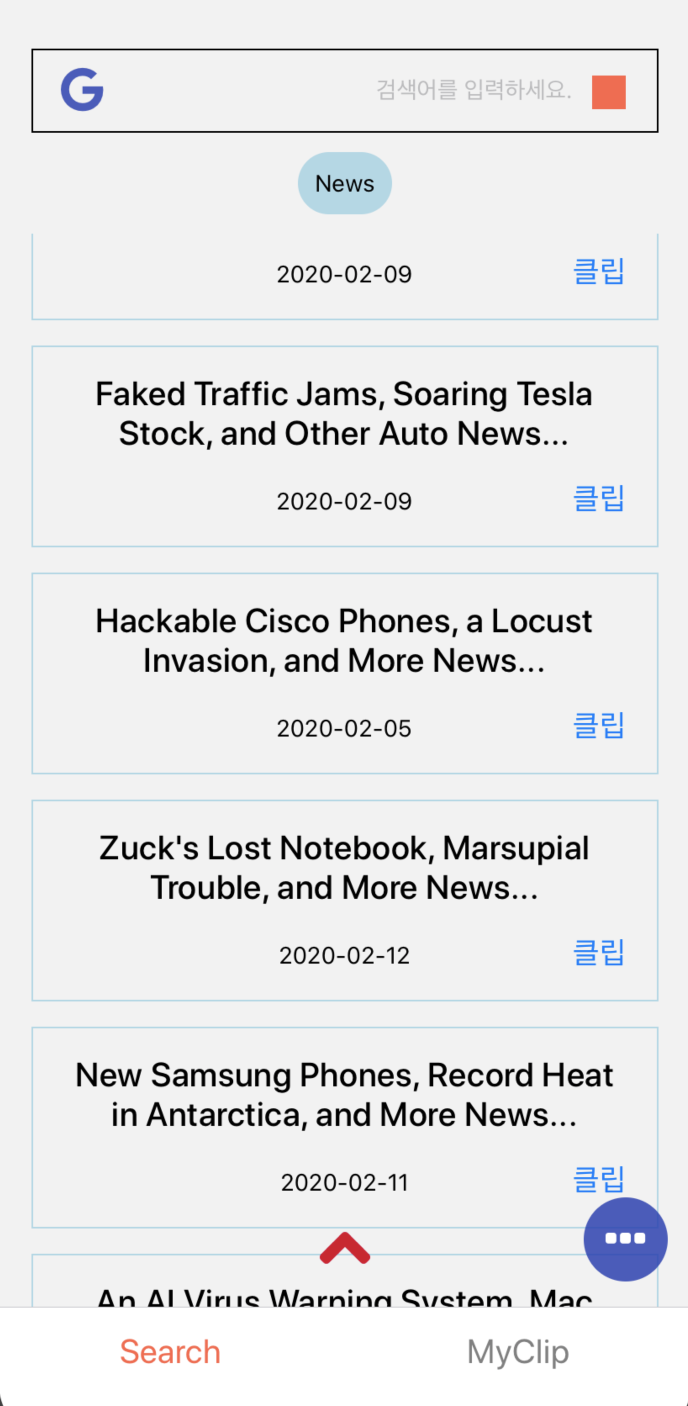 G
검색어를 입력하세요.
News
2020-02-09
클립
Faked Traffic Jams, Soaring Tesla
Stock, and Other Auto News...
2020-02-09
클립
Hackable Cisco Phones, a Locust
Invasion, and More News...
2020-02-05
클립
Zuck's Lost Notebook, Marsupial
Trouble, and More News...
2020-02-12
클립
New Samsung Phones, Record Heat
in Antarctica, and More News...
2020-02-11
클립
An AI Virus Warning System, Mac
Search
MyClip